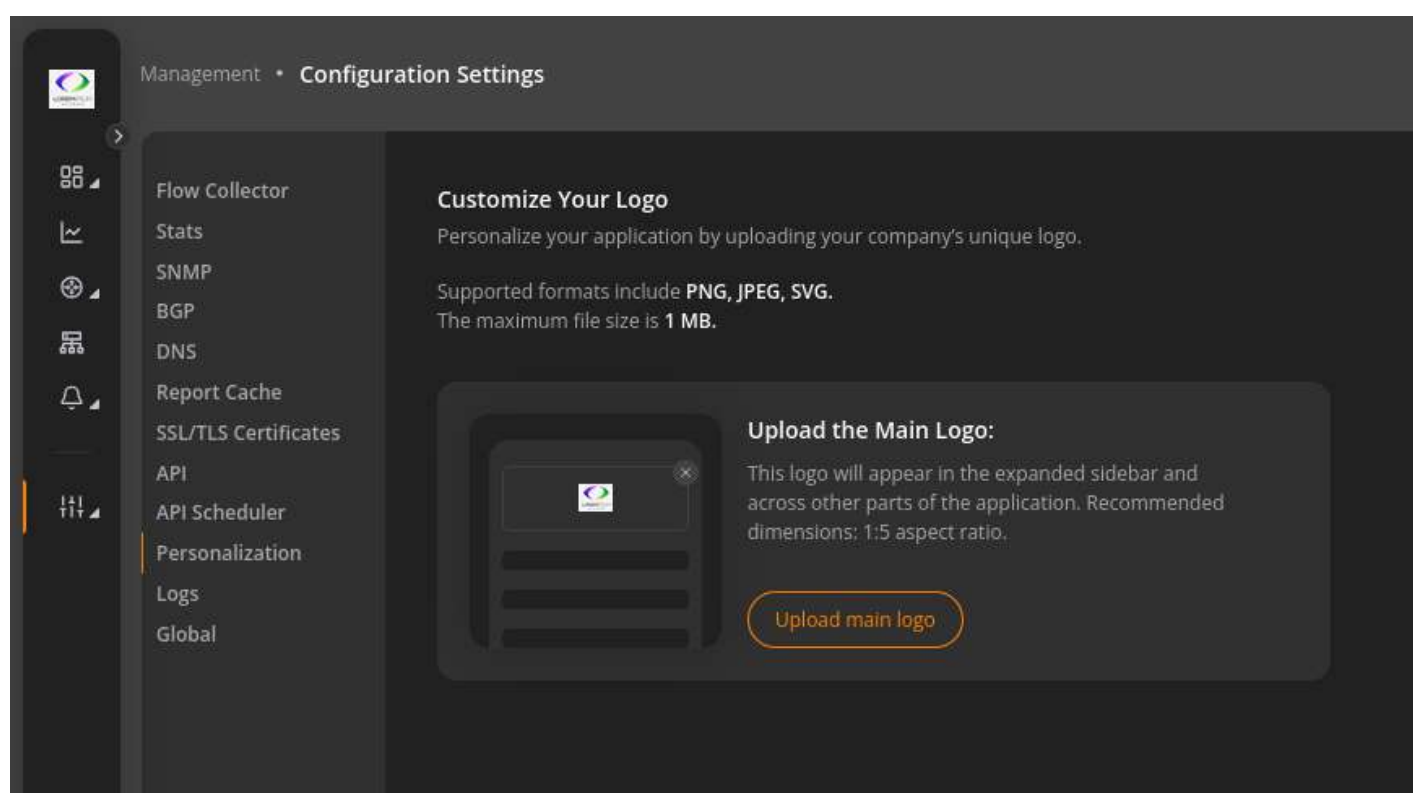 Management • Configuration Settings
Flow Collector
Stats
SNMP
BGP
DNS
Report Cache
SSL/TLS Certificates
API
API Scheduler
Personalization
Logs
Global
Customize Your Logo
Personalize your application by uploading your company’s unique logo.
Supported formats include PNG, JPEG, SVG.
The maximum file size is 1 MB.
Upload the Main Logo:
This logo will appear in the expanded sidebar and
across other parts of the application. Recommended
dimensions: 1:5 aspect ratio.
Upload main logo